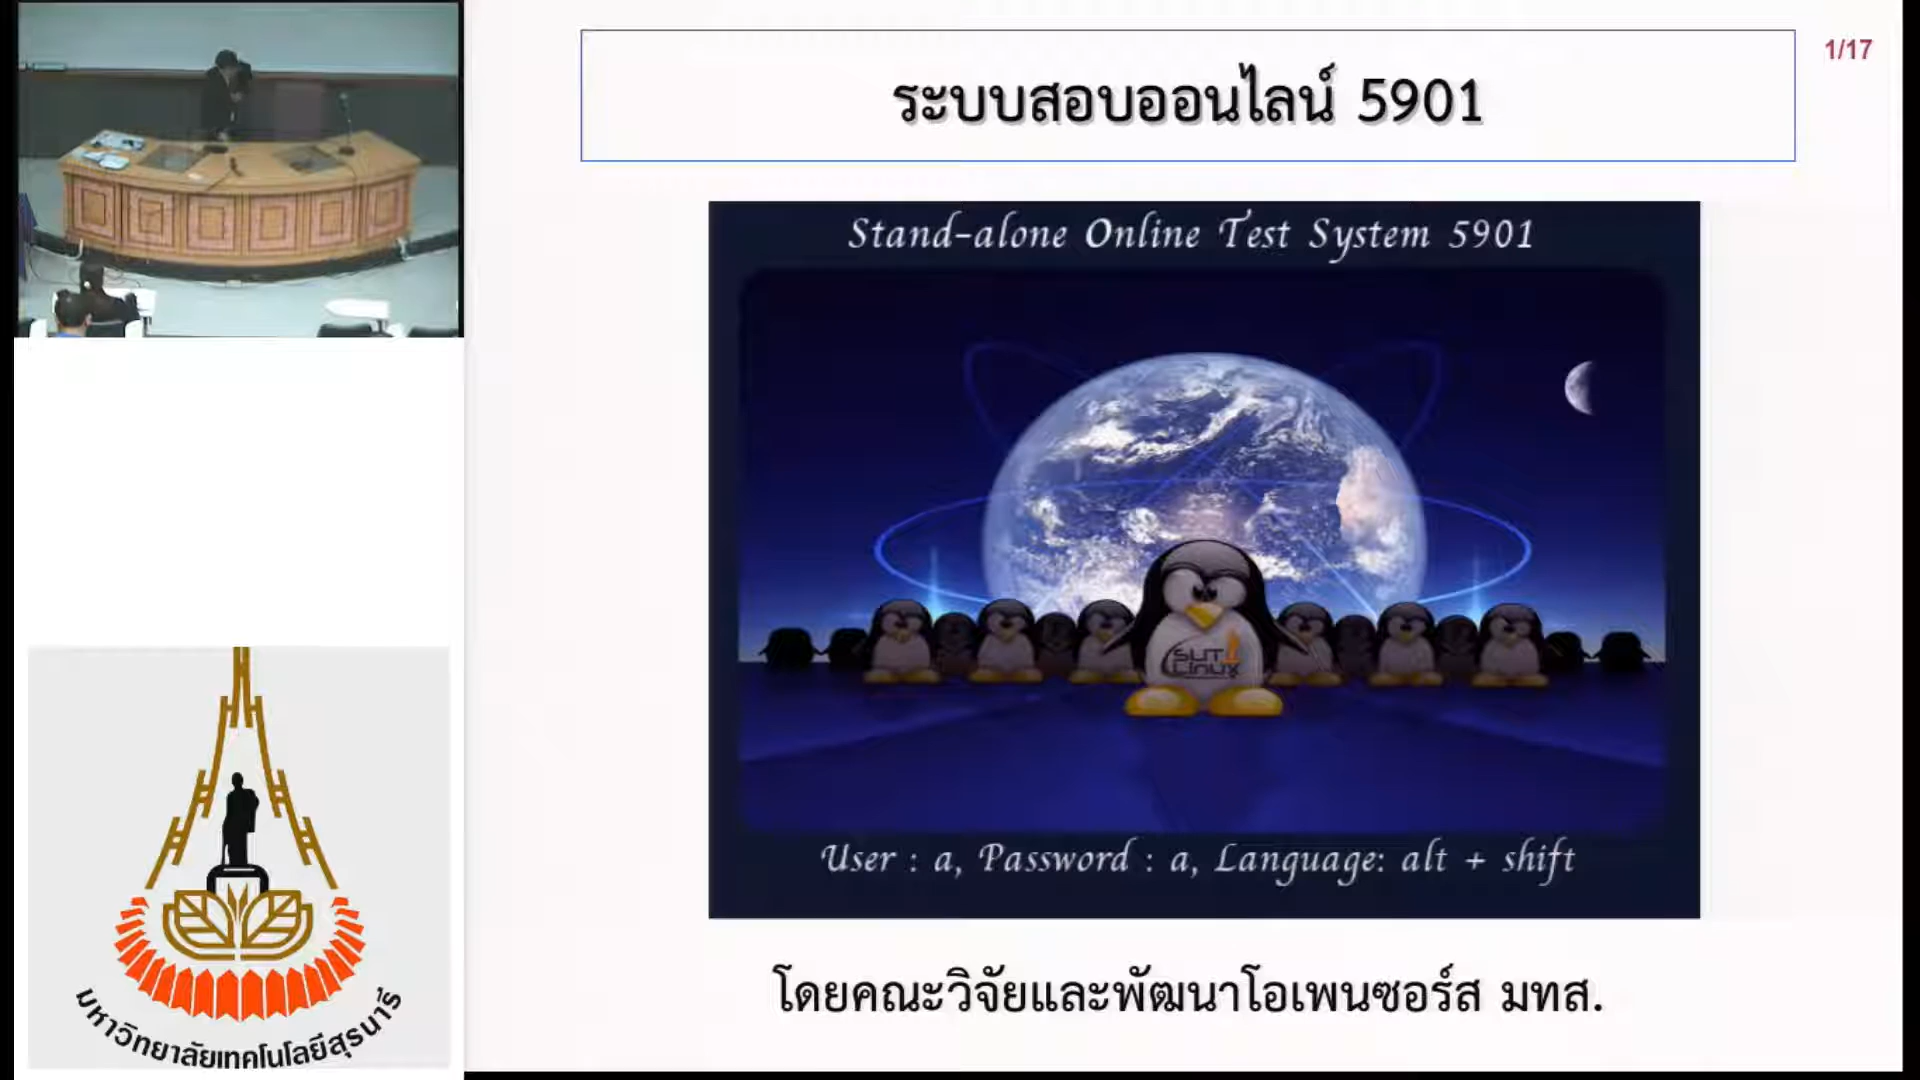 ระบบสอบออนไลน์ 5901
1/17
Stand-alone Online Test System 5901
SUT
Linux
User : a, Password : a, Language: alt + shift
โดยคณะวิจัยและพัฒนาโอเพนซอร์ส มทส.
มหาวิทยาลัยเทคโนโลยีสุรนารี